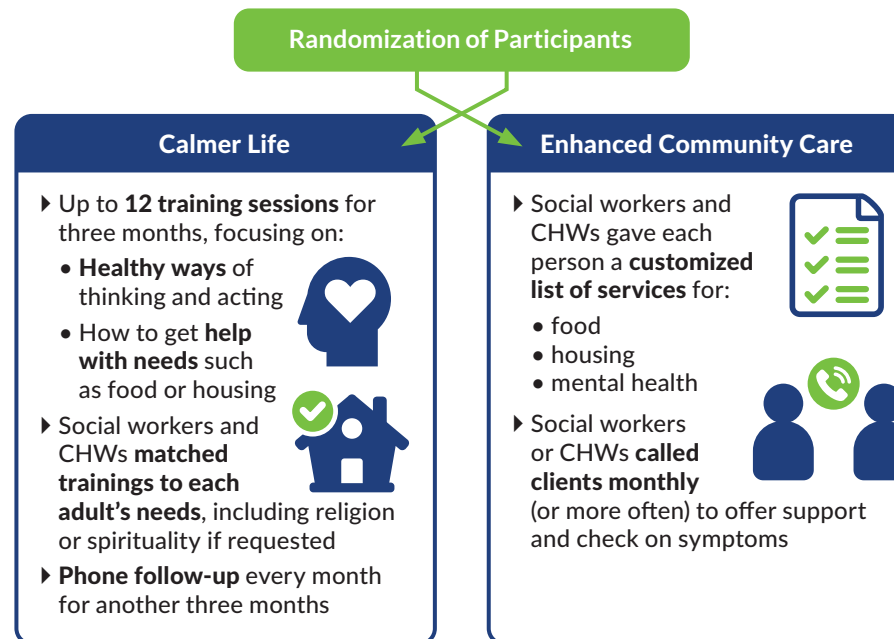 Randomization of Participants
Calmer Life
▸ Up to 12 training sessions for
three months, focusing on:
• Healthy ways of
thinking and acting
• How to get help
with needs such
as food or housing
▸ Social workers and
CHWs matched
trainings to each
adult’s needs, including religion
or spirituality if requested
▸ Phone follow-up every month
for another three months
Enhanced Community Care
▸ Social workers and
CHWs gave each
person a customized
list of services for:
• food
• housing
• mental health
▸ Social workers
or CHWs called
clients monthly
(or more often) to offer support
and check on symptoms